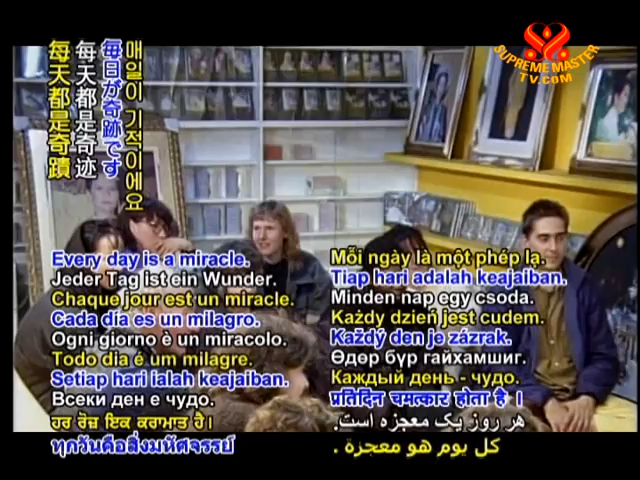 SUPREME MASTER
TV.COM
매일이 기적이에요
毎日が奇跡です
每天都是奇迹
每天都是奇蹟
Every day is a miracle.
Jeder Tag ist ein Wunder.
Chaque jour est un miracle.
Cada día es un milagro.
Ogni giorno è un miracolo.
Todo dia é um milagre.
Setiap hari ialah keajaiban.
Всеки ден е чудо.
ਹਰ ਰੋਜ਼ ਇਕ ਕਰਾਮਾਤ ਹੈ।
ทุกวันคือสิ่งมหัศจรรย์
Mỗi ngày là một phép lạ.
Tiap hari adalah keajaiban.
Minden nap egy csoda.
Każdy dzień jest cudem.
Každý den je zázrak.
Өдөр бүр гайхамшиг.
Каждый день - чудо.
प्रतिदिन चमत्कार होता है ।
هر روز یک معجزه است.
كل يوم هو معجزة .